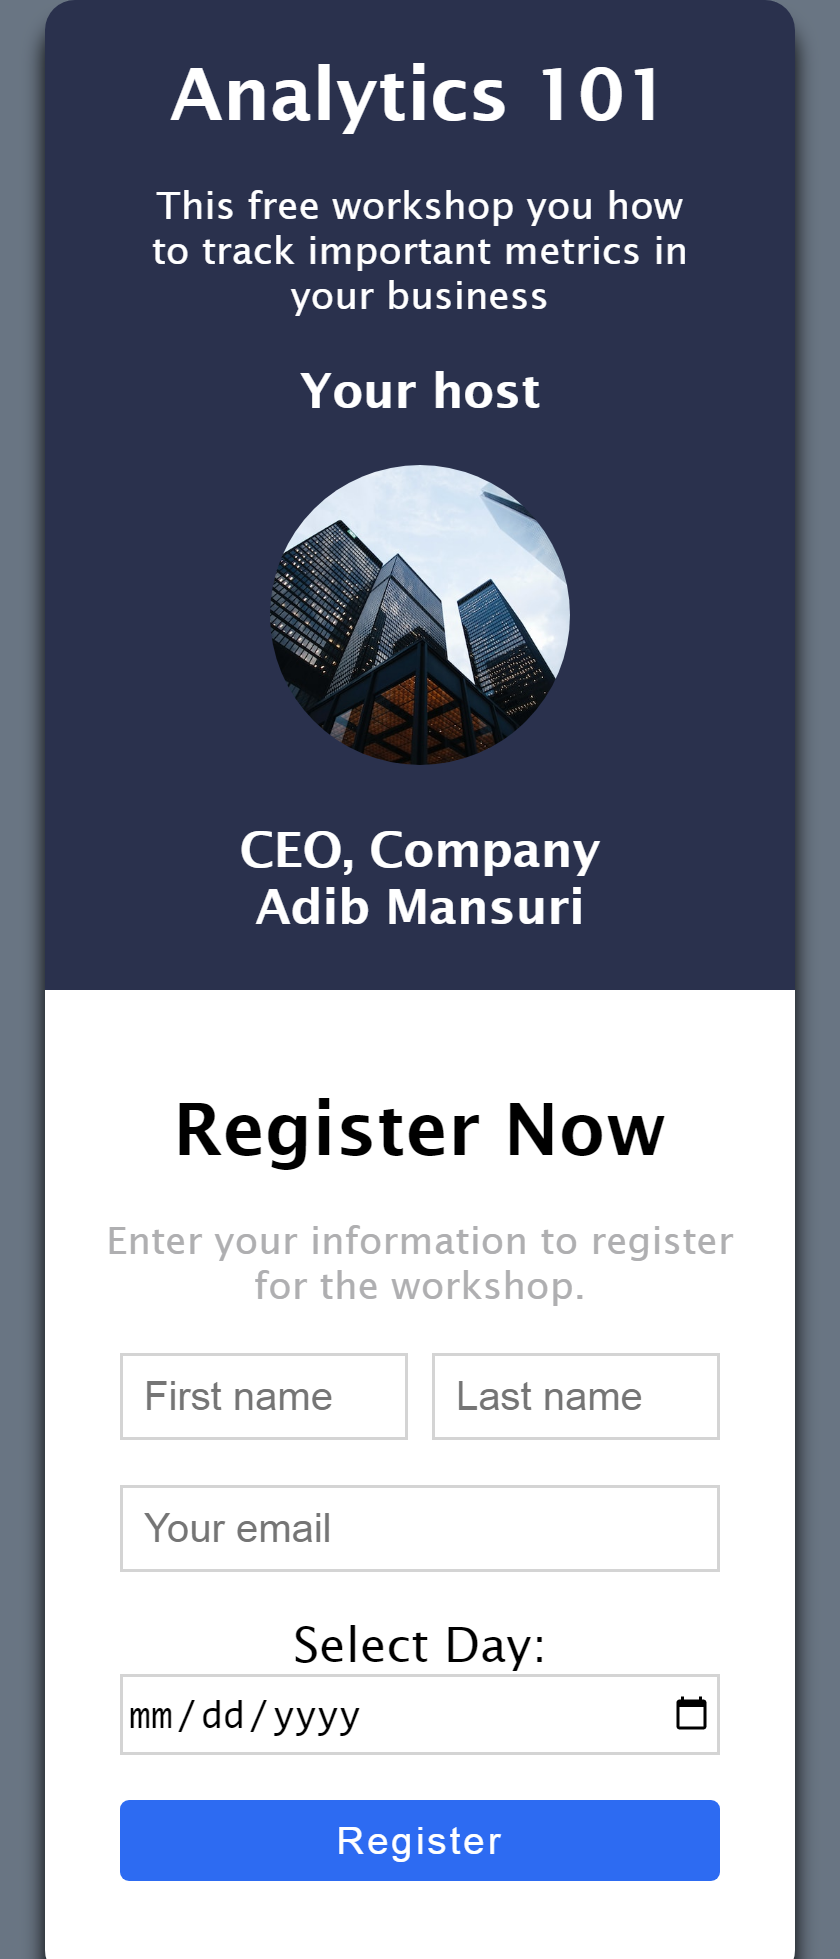 Analytics 101
This free workshop you how
to track important metrics in
your business
Your host
CEO, Company
Adib Mansuri
Register Now
Enter your information to register
for the workshop.
First name Last name
Your email
Select Day:
mm/dd/yyyy
Register